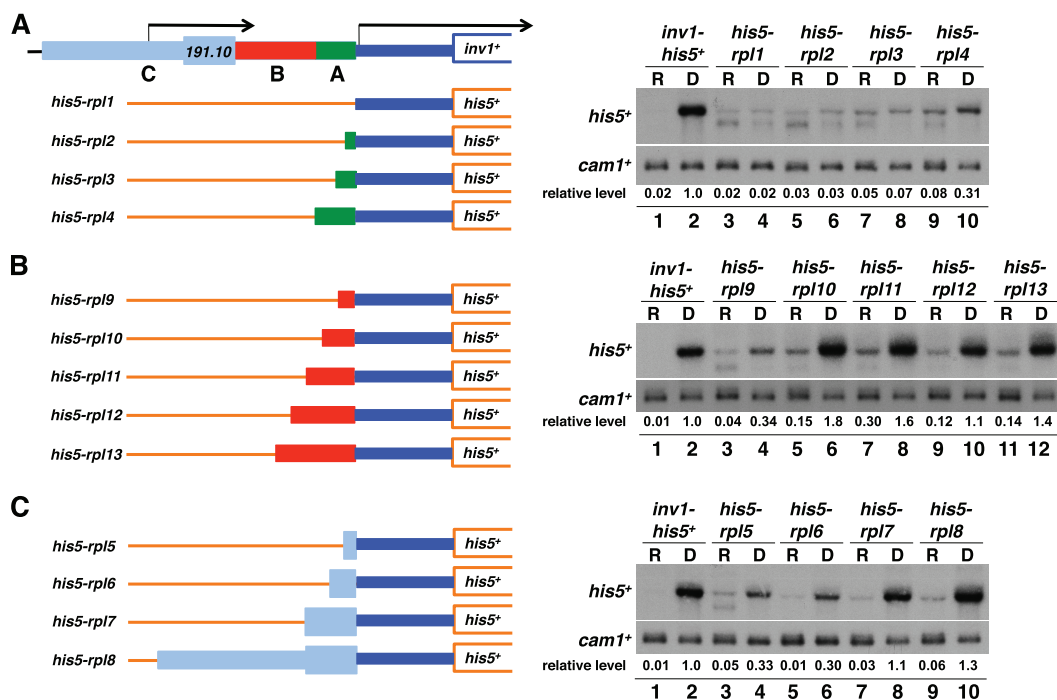 A
191.10
inv1+
C
B
A
his5-rpl1
his5+
his5-rpl2
his5+
his5-rpl3
his5+
his5-rpl4
his5+
inv1-his5+ his5-rpl1 his5-rpl2 his5-rpl3 his5-rpl4
R D R D R D R D R D
his5+
cam1+
relative level 0.02 1.0 0.02 0.02 0.03 0.03 0.05 0.07 0.08 0.31
1 2 3 4 5 6 7 8 9 10
B
his5-rpl9
his5+
his5-rpl10
his5+
his5-rpl11
his5+
his5-rpl12
his5+
his5-rpl13
his5+
inv1-his5+ his5-rpl9 his5-rpl10 his5-rpl11 his5-rpl12 his5-rpl13
R D R D R D R D R D R D
his5+
cam1+
relative level 0.01 1.0 0.04 0.34 0.15 1.8 0.30 1.6 0.12 1.1 0.14 1.4
1 2 3 4 5 6 7 8 9 10 11 12
C
his5-rpl5
his5+
his5-rpl6
his5+
his5-rpl7
his5+
his5-rpl8
his5+
inv1-his5+ his5-rpl5 his5-rpl6 his5-rpl7 his5-rpl8
R D R D R D R D R D
his5+
cam1+
relative level 0.01 1.0 0.05 0.33 0.01 0.30 0.03 1.1 0.06 1.3
1 2 3 4 5 6 7 8 9 10